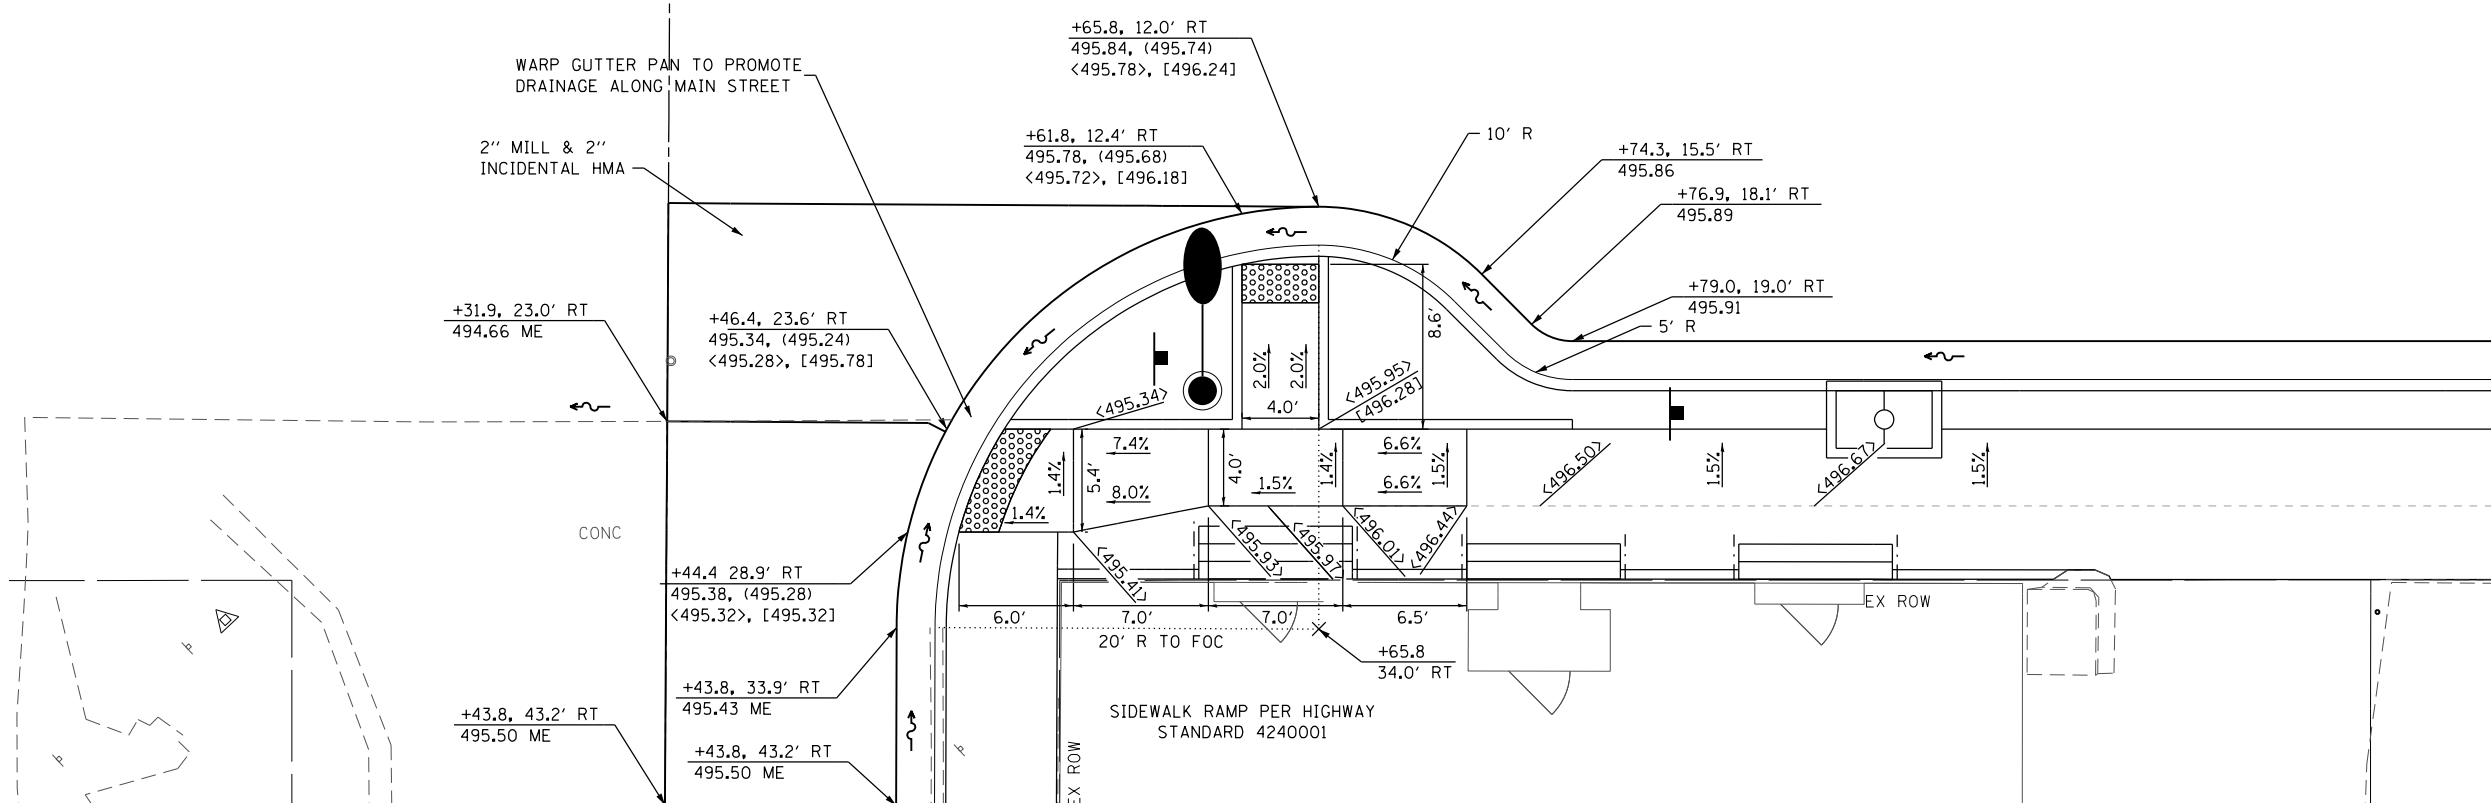 +65.8, 12.0' RT
495.84, (495.74)
<495.78>, [496.24]
WARP GUTTER PAN TO PROMOTE
DRAINAGE ALONG MAIN STREET
2'' MILL & 2''
INCIDENTAL HMA
+61.8, 12.4' RT
495.78, (495.68)
<495.72>, [496.18]
10' R
+74.3, 15.5' RT
495.86
+76.9, 18.1' RT
495.89
+79.0, 19.0' RT
495.91
5' R
+31.9, 23.0' RT
494.66 ME
+46.4, 23.6' RT
495.34, (495.24)
<495.28>, [495.78]
8.6'
2.0%
2.0%
<495.34>
4.0'
<495.95>
[496.28]
7.4%
8.0%
1.4%
5.4'
1.4%
4.0'
1.5%
1.4%
6.6%
6.6%
1.5%
<496.50>
1.5%
<496.67>
1.5%
CONC
<495.41>
<495.93>
<495.97
<496.01>
<496.44>
+44.4 28.9' RT
495.38, (495.28)
<495.32>, [495.32]
6.0'
7.0'
7.0'
6.5'
EX ROW
20' R TO FOC
+65.8
34.0' RT
+43.8, 33.9' RT
495.43 ME
+43.8, 43.2' RT
495.50 ME
+43.8, 43.2' RT
495.50 ME
SIDEWALK RAMP PER HIGHWAY
STANDARD 4240001
EX ROW